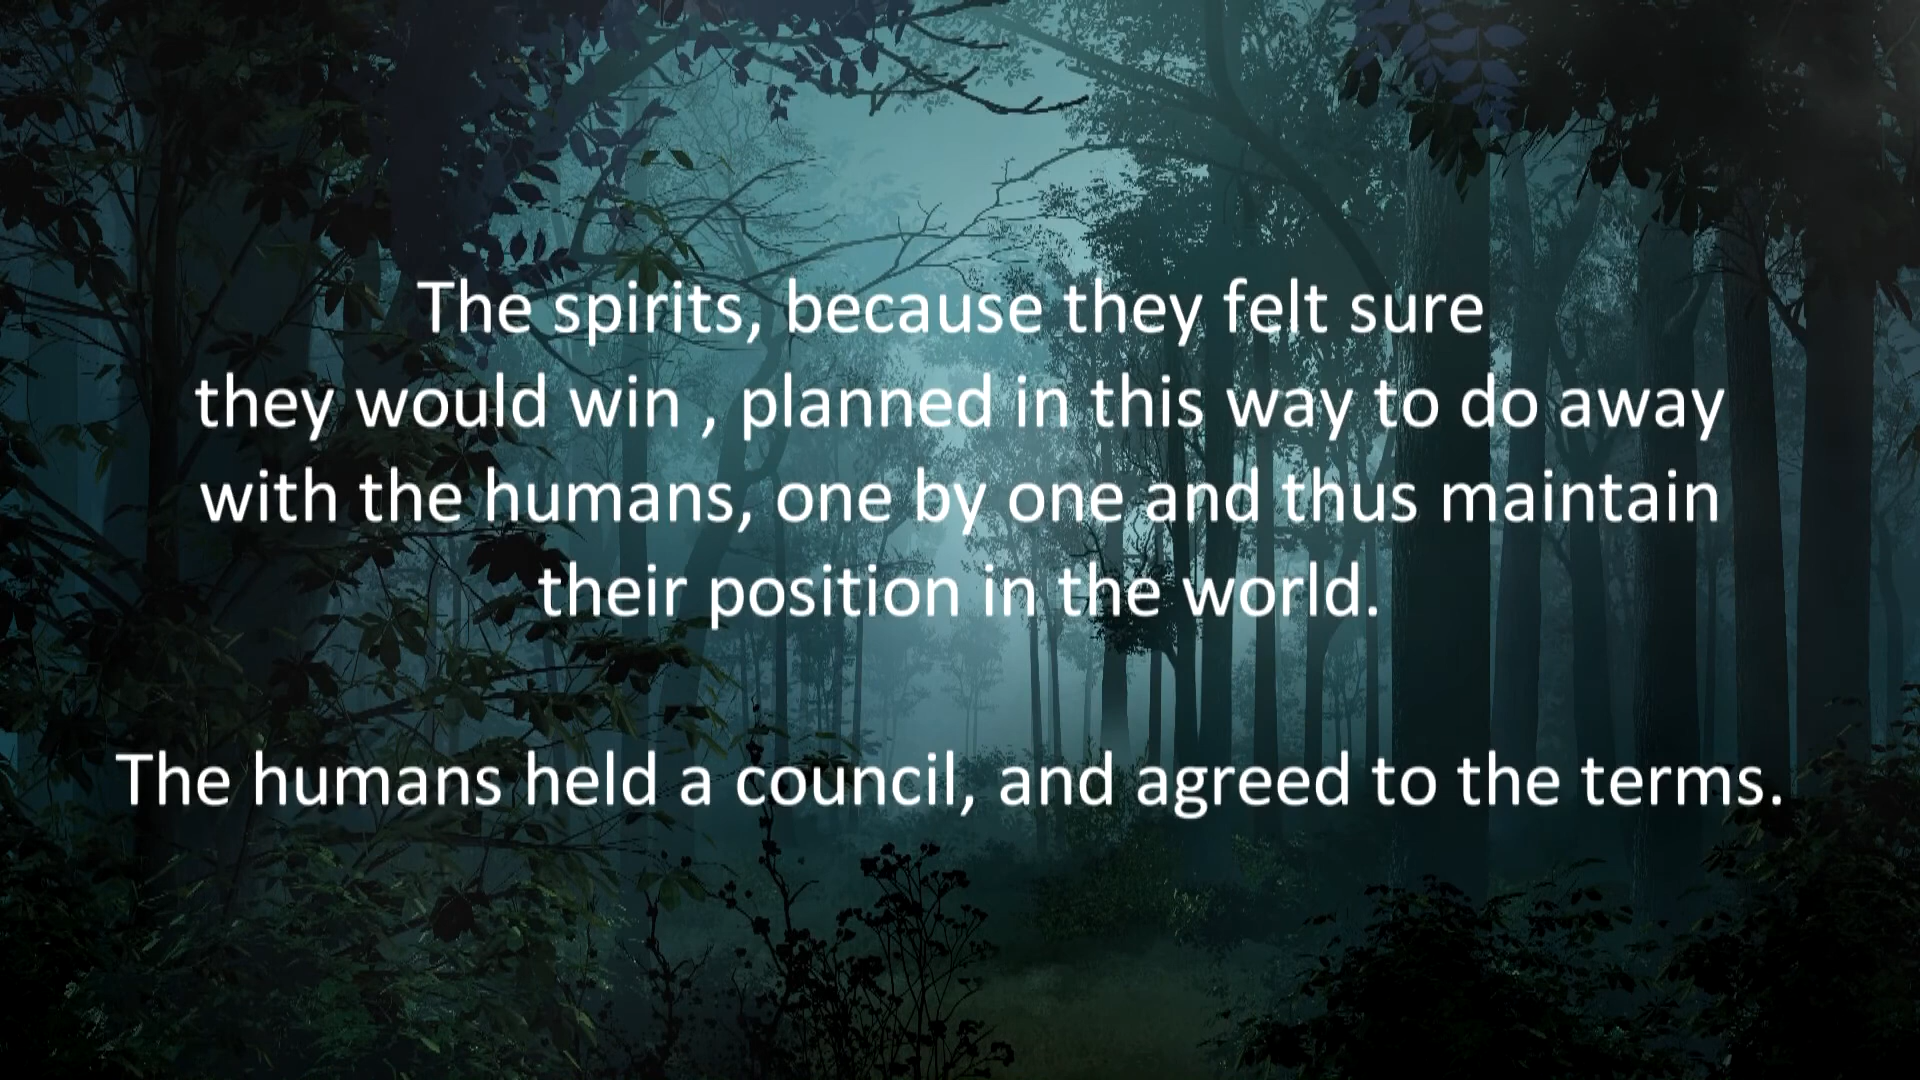 The spirits, because they felt sure
they would win , planned in this way to do away
with the humans, one by one and thus maintain
their position in the world.
The humans held a council, and agreed to the terms.